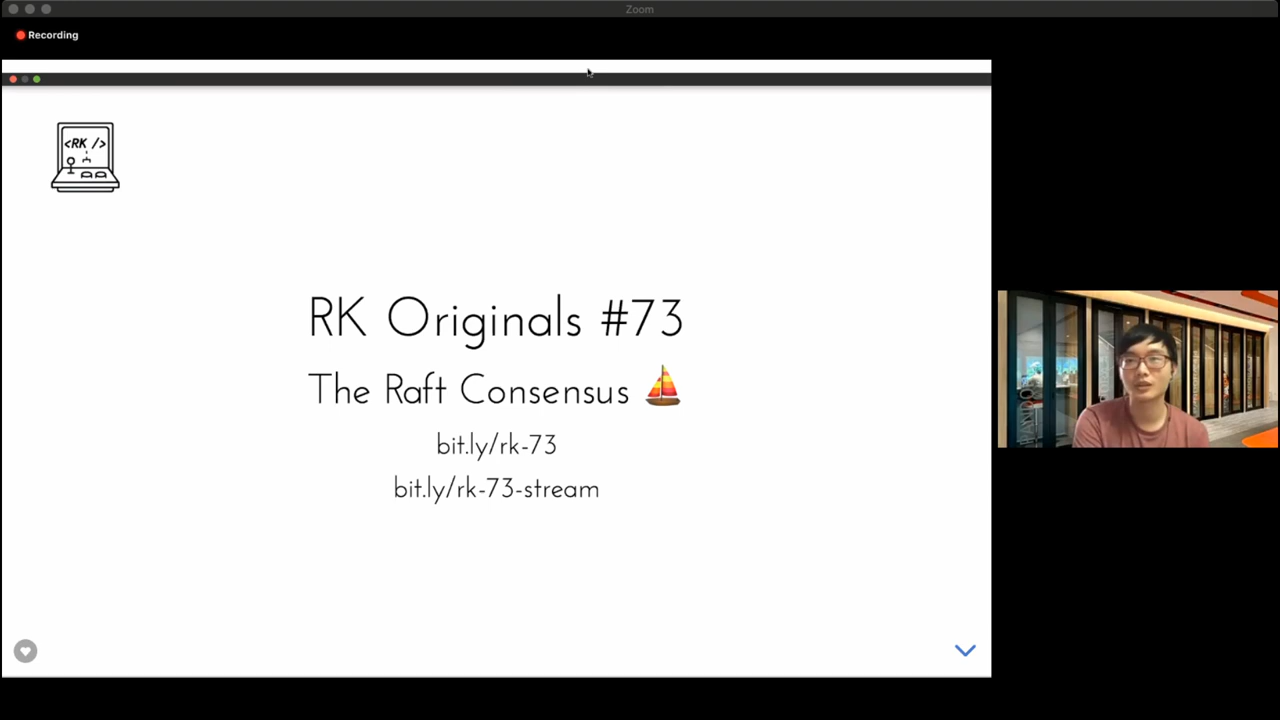 Zoom
Recording
<RK />
RK Originals #73
The Raft Consensus
bit.ly/rk-73
bit.ly/rk-73-stream